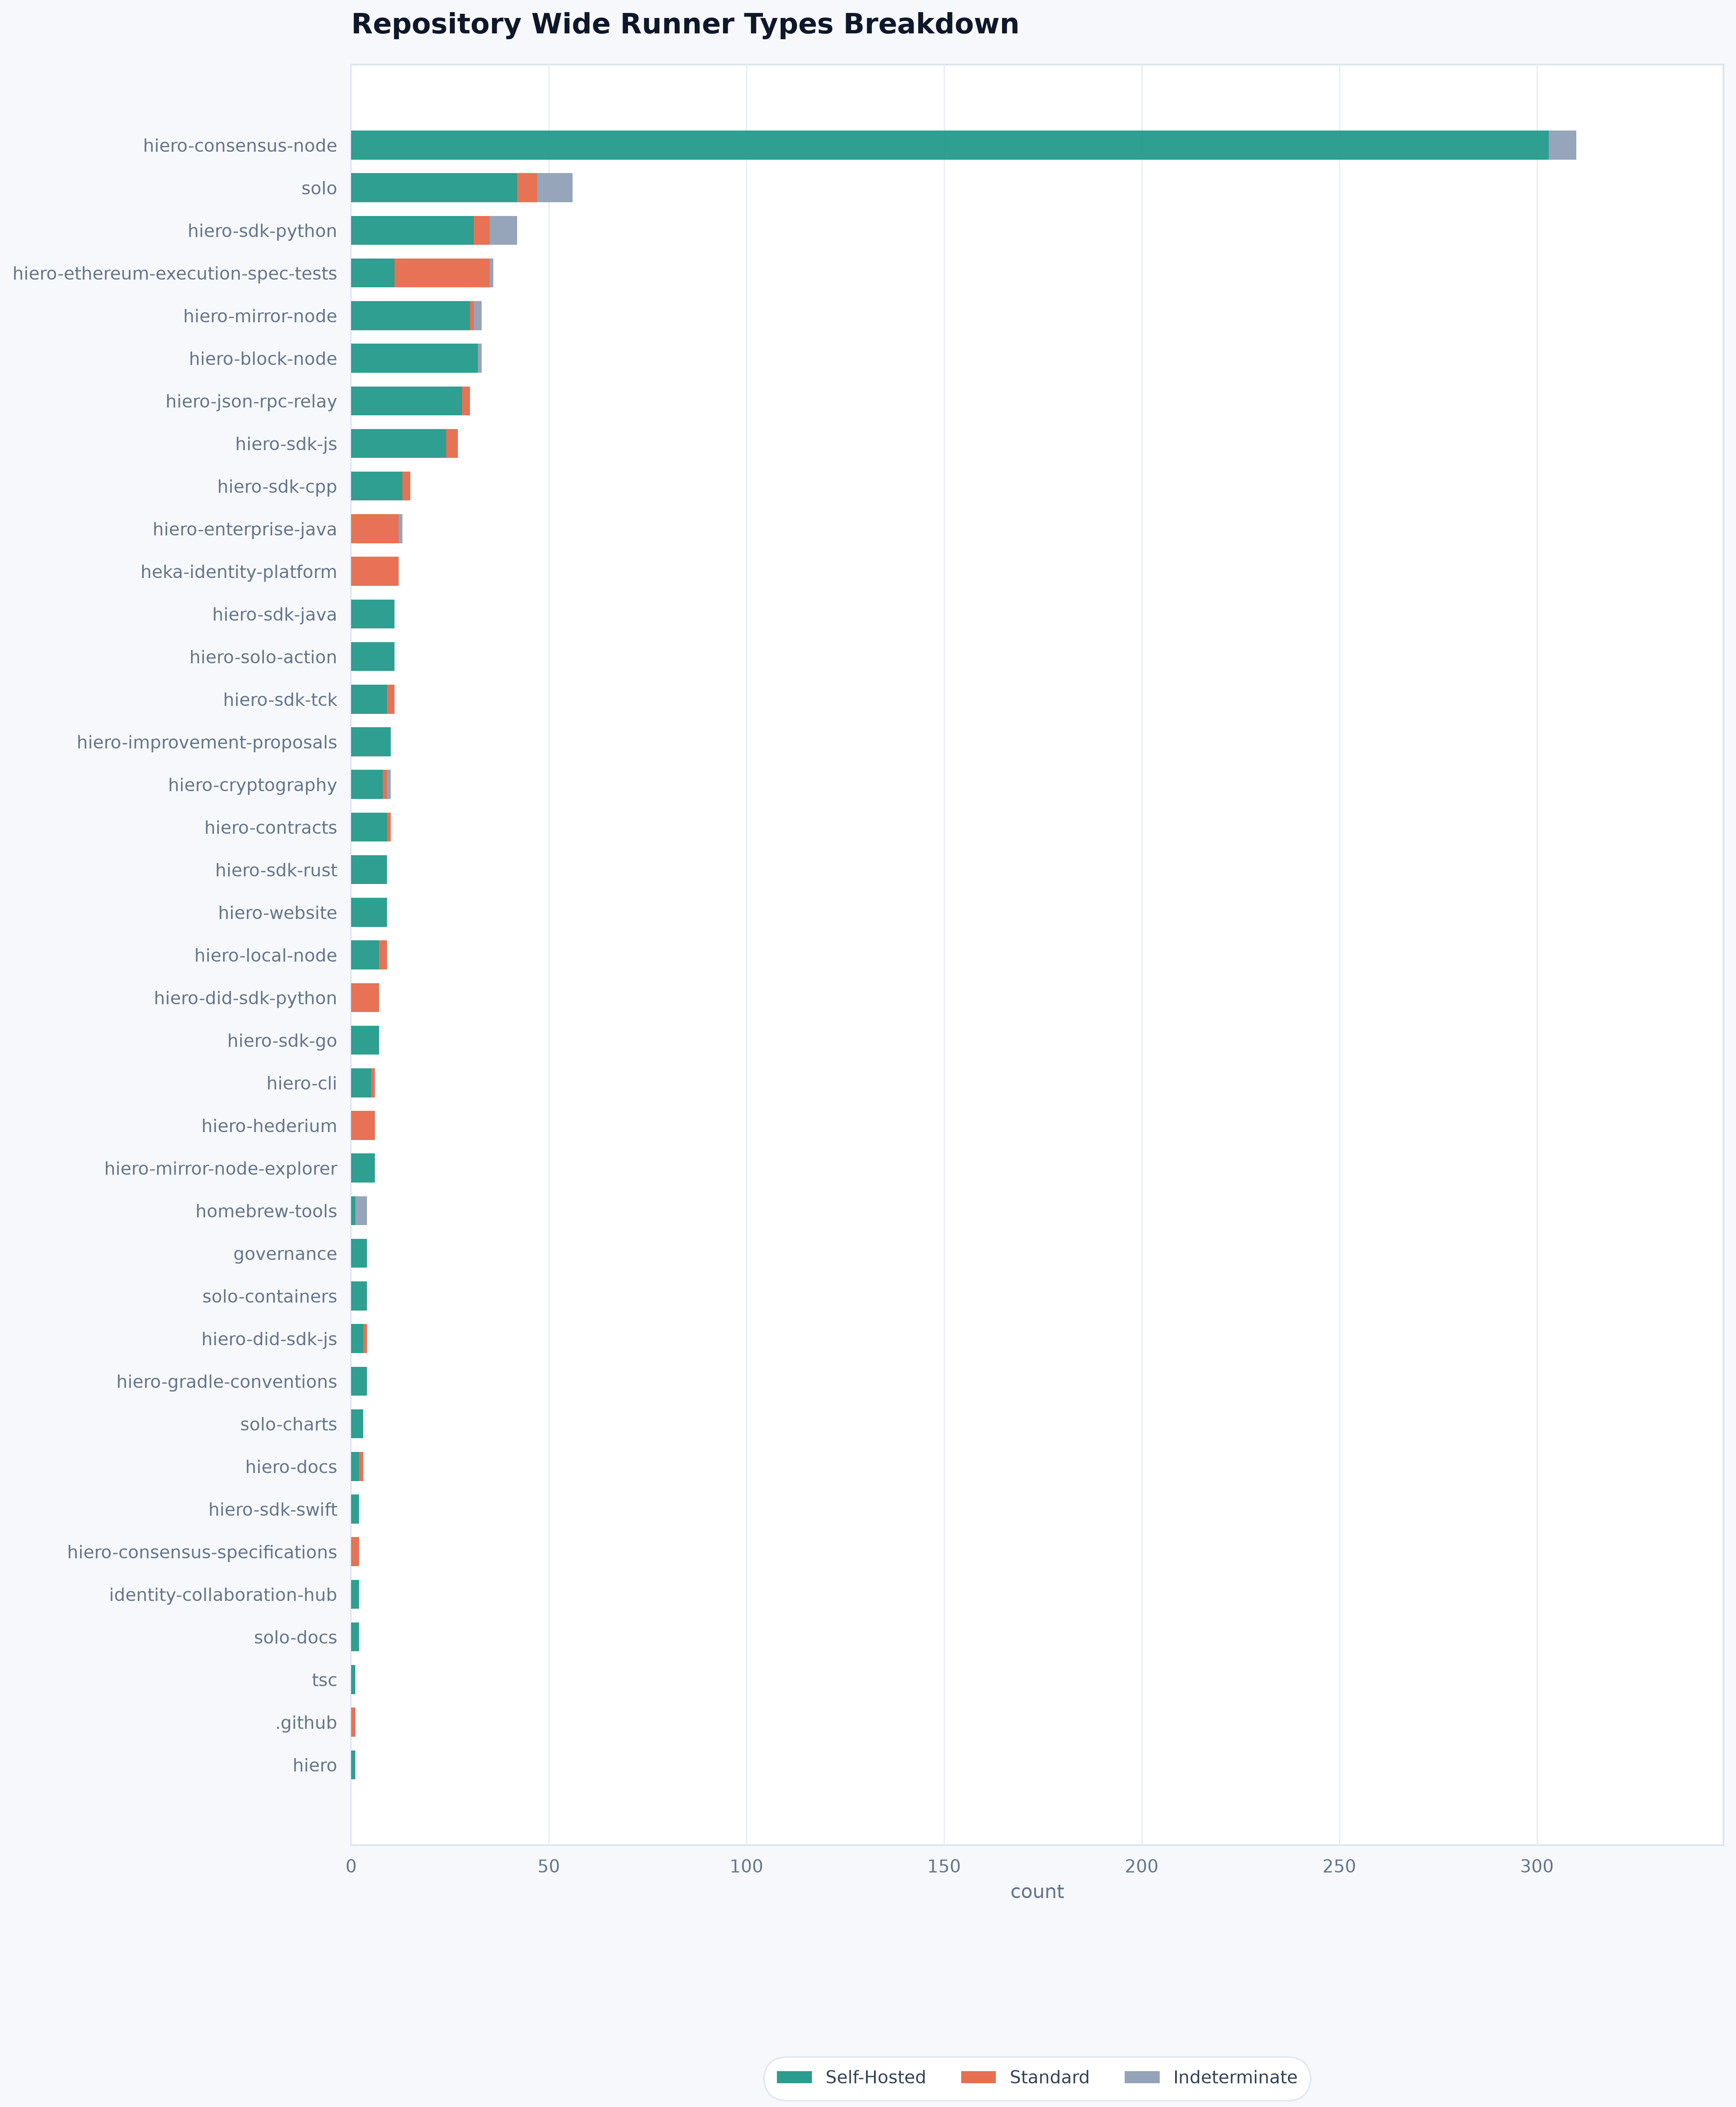 Repository Wide Runner Types Breakdown
hiero-consensus-node
solo
hiero-sdk-python
hiero-ethereum-execution-spec-tests
hiero-mirror-node
hiero-block-node
hiero-json-rpc-relay
hiero-sdk-js
hiero-sdk-cpp
hiero-enterprise-java
heka-identity-platform
hiero-sdk-java
hiero-solo-action
hiero-sdk-tck
hiero-improvement-proposals
hiero-cryptography
hiero-contracts
hiero-sdk-rust
hiero-website
hiero-local-node
hiero-did-sdk-python
hiero-sdk-go
hiero-cli
hiero-hederium
hiero-mirror-node-explorer
homebrew-tools
governance
solo-containers
hiero-did-sdk-js
hiero-gradle-conventions
solo-charts
hiero-docs
hiero-sdk-swift
hiero-consensus-specifications
identity-collaboration-hub
solo-docs
tsc
.github
hiero
0 50 100 150 200 250 300
count
Self-Hosted Standard Indeterminate